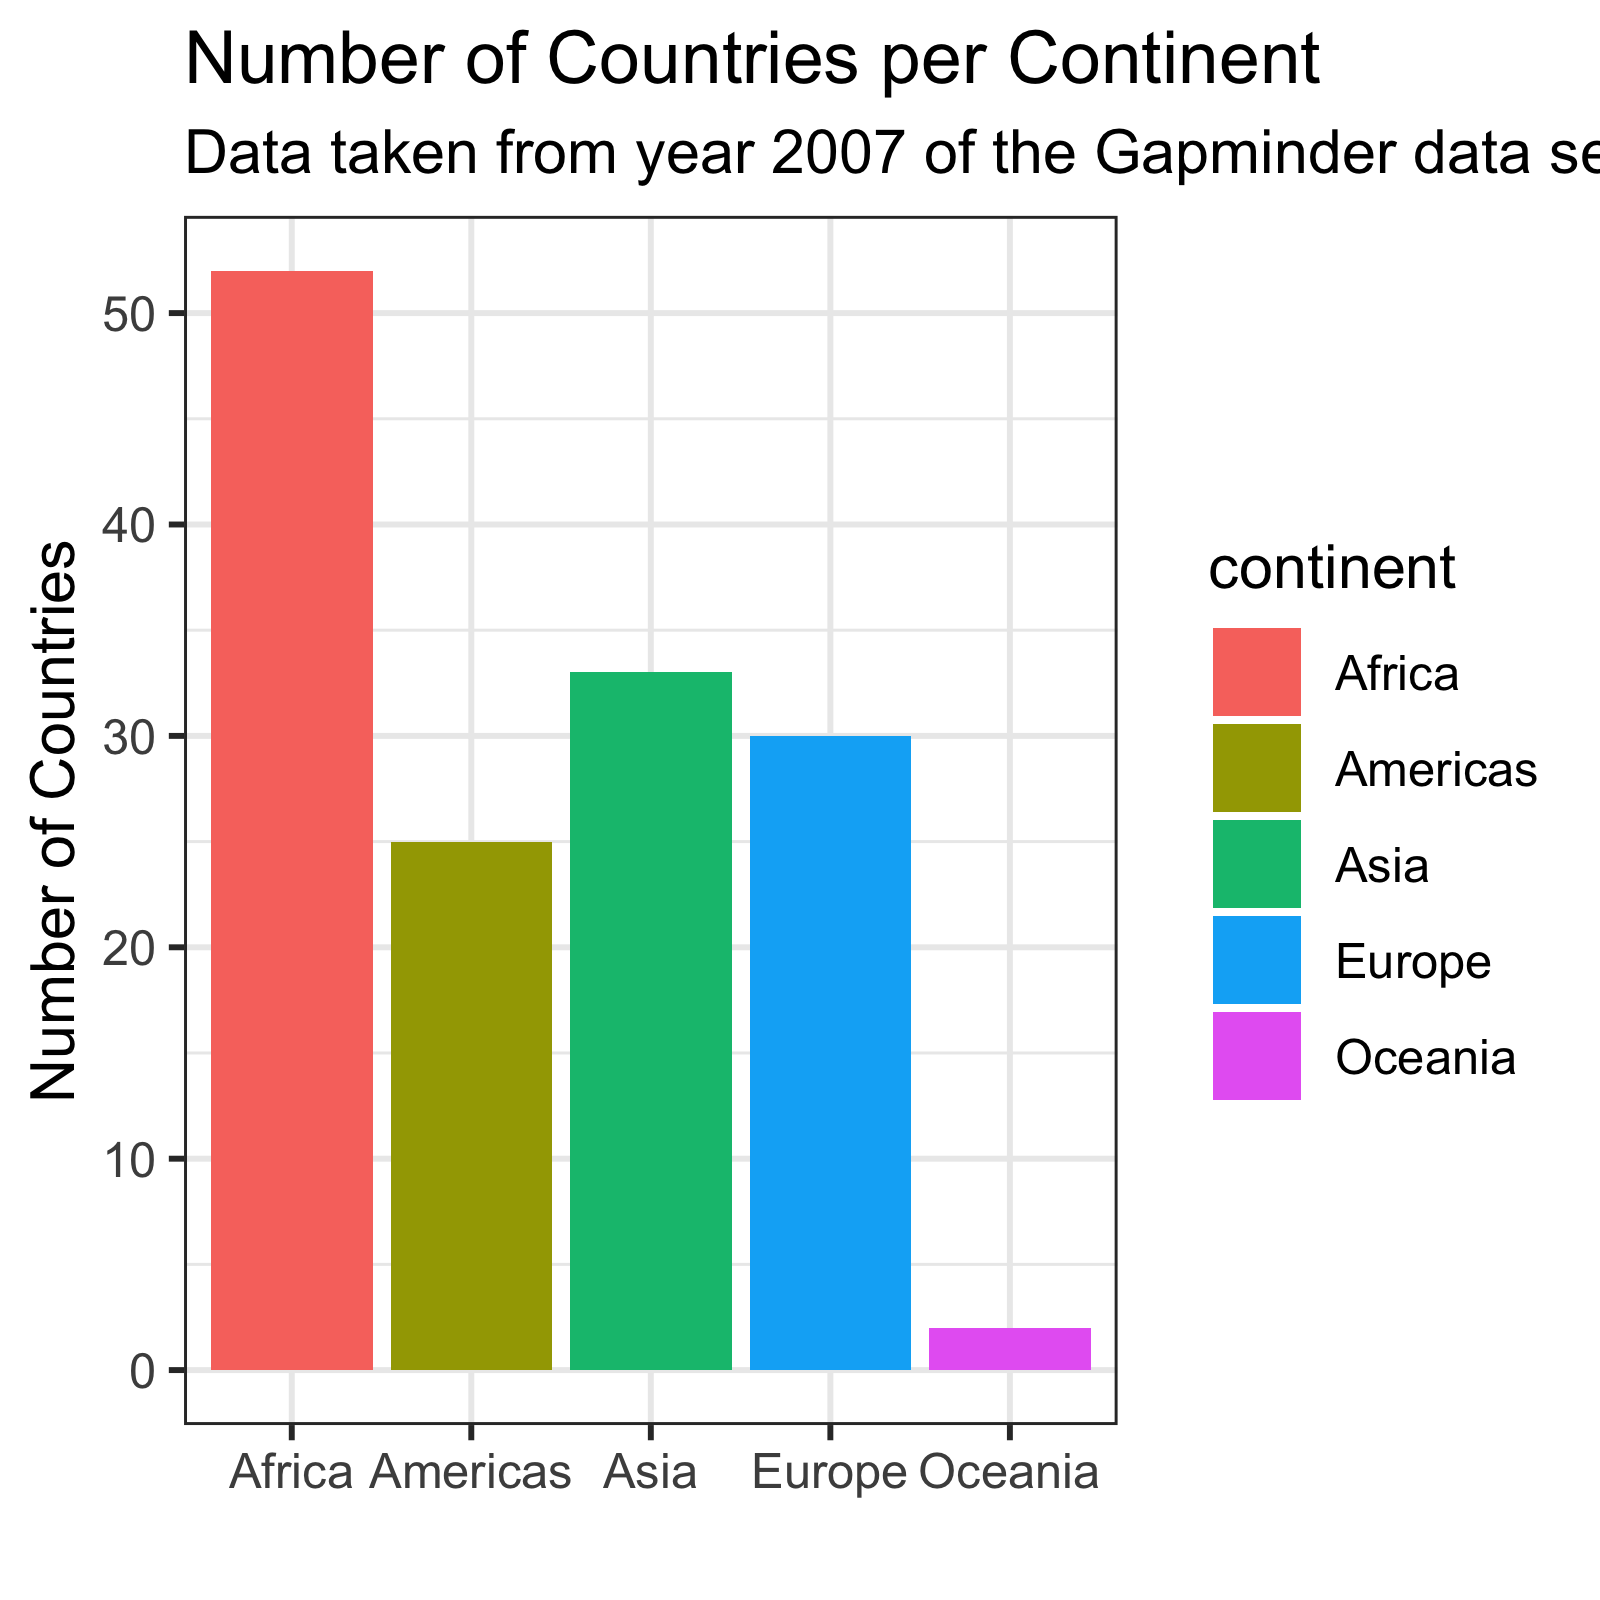 Number of Countries per Continent
Data taken from year 2007 of the Gapminder data se
Number of Countries
50
40
30
20
10
0
Africa Americas Asia Europe Oceania
continent
Africa
Americas
Asia
Europe
Oceania